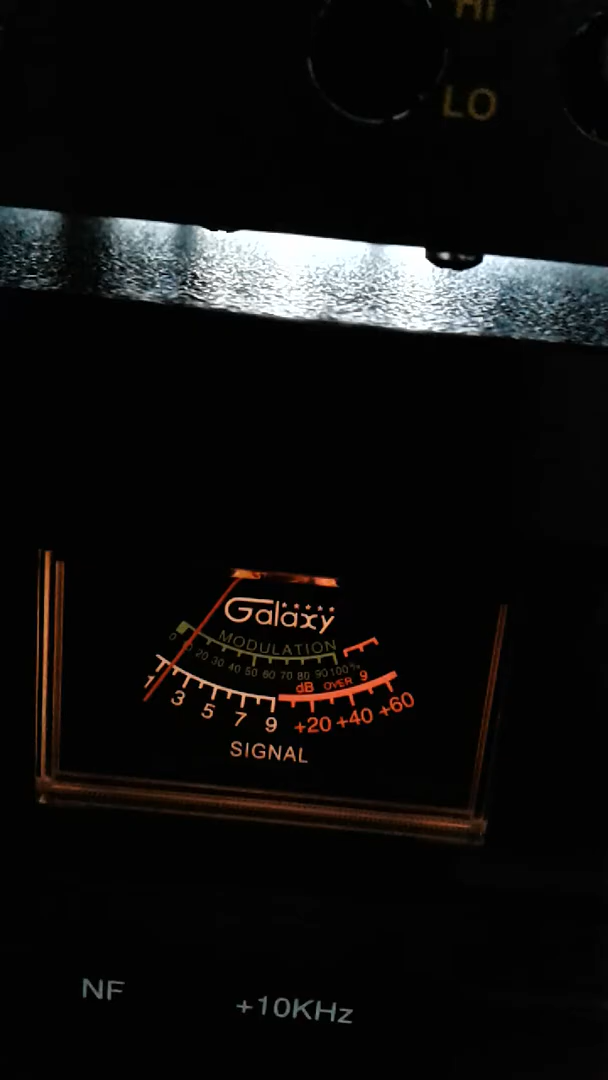 HI
LO
Galaxy
MODULATION
0 20 30 40 50 60 70 80 90 100 %
dB OVER 9
1 3 5 7 9 +20 +40 +60
SIGNAL
NF +10KHz